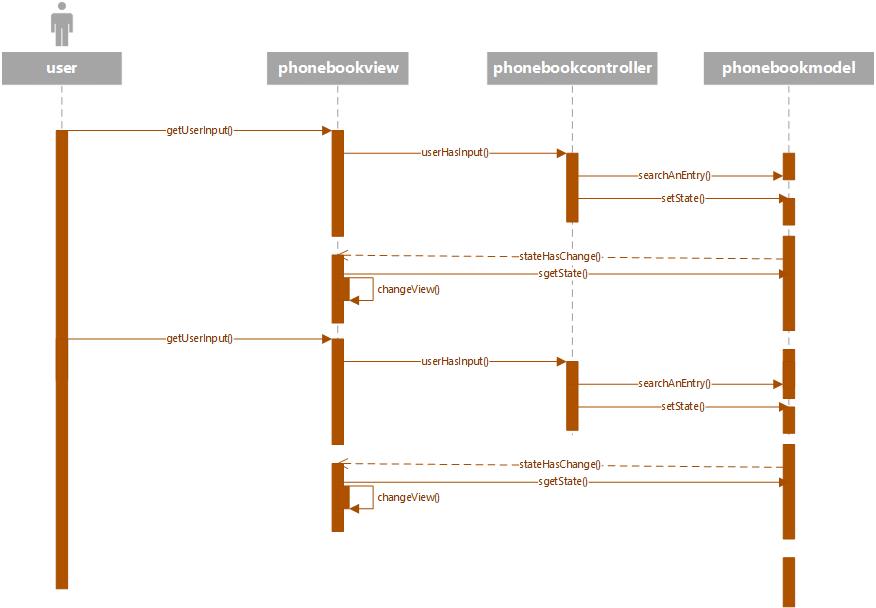 user
phonebookview
phonebookcontroller
phonebookmodel
getUserInput()
userHasInput()
searchAnEntry()
setState()
stateHasChange()
sgetState()
changeView()
getUserInput()
userHasInput()
searchAnEntry()
setState()
stateHasChange()
sgetState()
changeView()